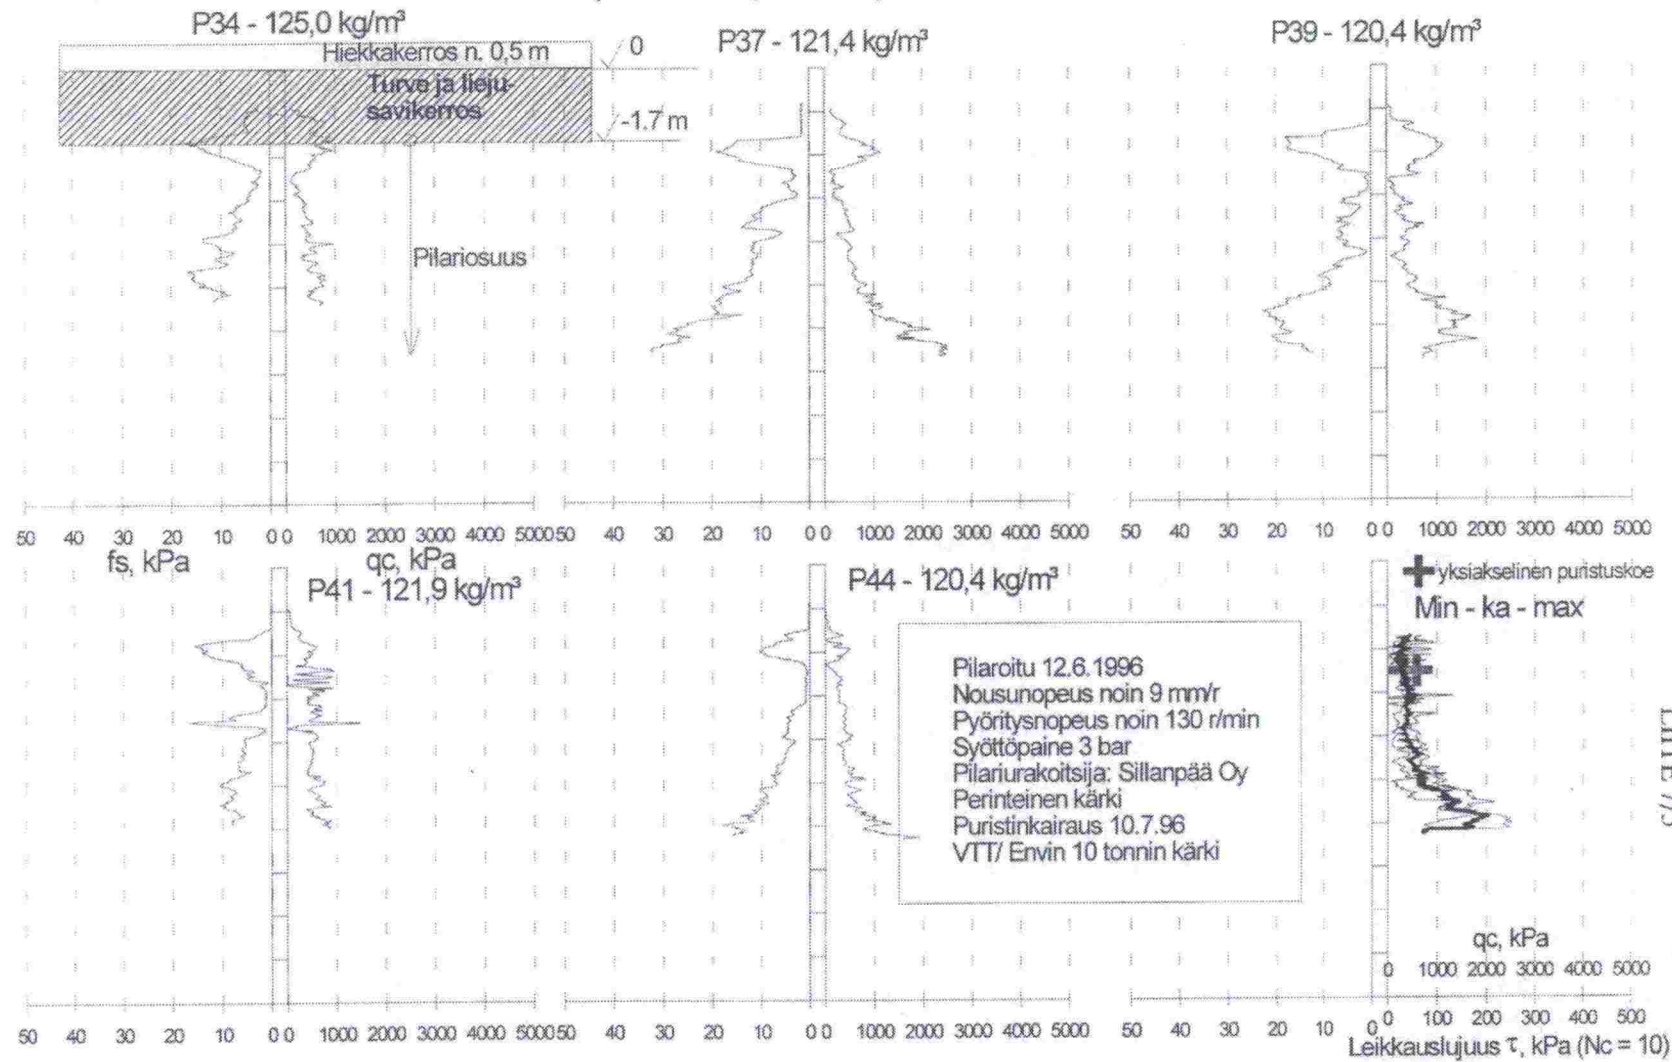 P34 - 125,0 kg/m³
Hiekkakerros n. 0,5 m
0
Turve ja lieju-
savikerros
-1.7 m
Pilariosuus
P37 - 121,4 kg/m³
P39 - 120,4 kg/m³
50 40 30 20 10 0 0 1000 2000 3000 4000 5000
50 40 30 20 10 0 0 1000 2000 3000 4000 5000
50 40 30 20 10 0 0 1000 2000 3000 4000 5000
fs, kPa
qc, kPa
P41 - 121,9 kg/m³
P44 - 120,4 kg/m³
Pilaroitu 12.6.1996
Nousunopeus noin 9 mm/r
Pyöritysnopeus noin 130 r/min
Syöttöpaine 3 bar
Pilariurakoitsija: Sillanpää Oy
Perinteinen kärki
Puristinkairaus 10.7.96
VTT/ Envin 10 tonnin kärki
yksiakselinen puristuskoe
Min - ka - max
qc, kPa
0 1000 2000 3000 4000 5000
50 40 30 20 10 0 0 1000 2000 3000 4000 5000
50 40 30 20 10 0 0 1000 2000 3000 4000 5000
50 40 30 20 10 0 0 100 200 300 400 500
Leikkauslujuus τ, kPa (Nc = 10)